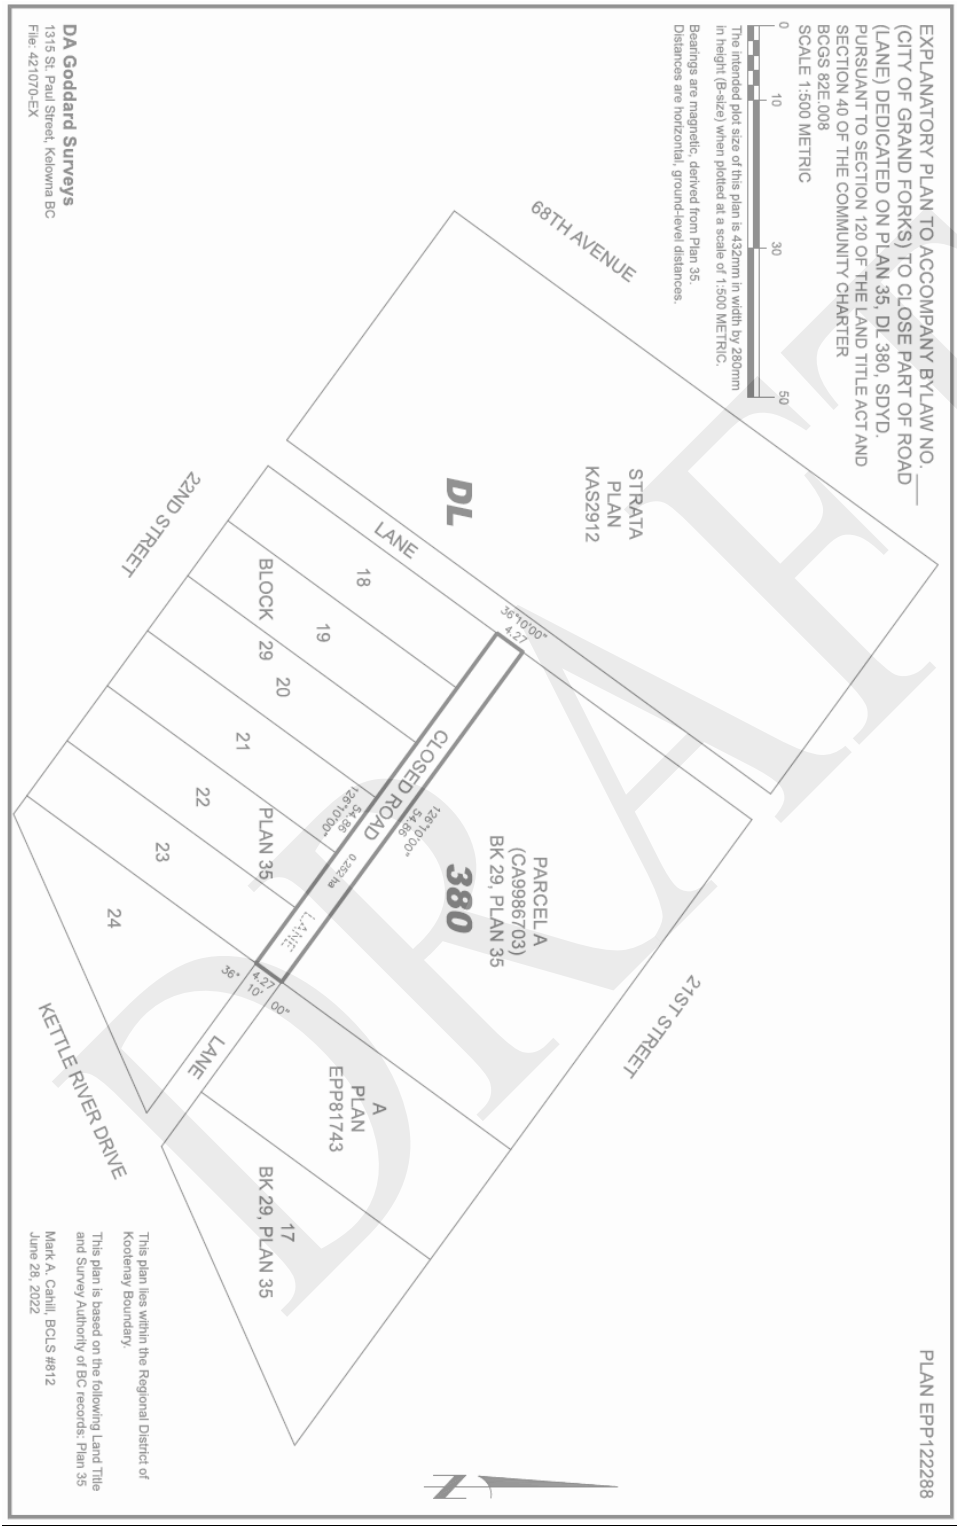 EXPLANATORY PLAN TO ACCOMPANY BYLAW NO. ___
(CITY OF GRAND FORKS) TO CLOSE PART OF ROAD
(LANE) DEDICATED ON PLAN 35, DL 380, SDYD.
PURSUANT TO SECTION 120 OF THE LAND TITLE ACT AND
SECTION 40 OF THE COMMUNITY CHARTER
BCGS 82E.008
SCALE 1:500 METRIC
0 10 30 50
The intended plot size of this plan is 432mm in width by 280mm
in height (B-size) when plotted at a scale of 1:500 METRIC.
Bearings are magnetic, derived from Plan 35.
Distances are horizontal, ground-level distances.
PLAN EPP122288
68TH AVENUE
STRATA
PLAN
KAS2912
DL
380
LANE
22ND STREET
18
19
20
21
22
23
24
BLOCK 29
PLAN 35
36°10'00"
4.27
CLOSED ROAD
126°10'00"
54.86
126°10'00"
54.86
0.252 ha
LANE
4.27
36° 10' 00"
LANE
PARCEL A
(CA9986703)
BK 29, PLAN 35
21ST STREET
A
PLAN
EPP81743
17
BK 29, PLAN 35
KETTLE RIVER DRIVE
N
DRAFT
DA Goddard Surveys
1315 St. Paul Street, Kelowna BC
File: 421070-EX
This plan lies within the Regional District of
Kootenay Boundary.
This plan is based on the following Land Title
and Survey Authority of BC records: Plan 35
Mark A. Cahill, BCLS #812
June 28, 2022